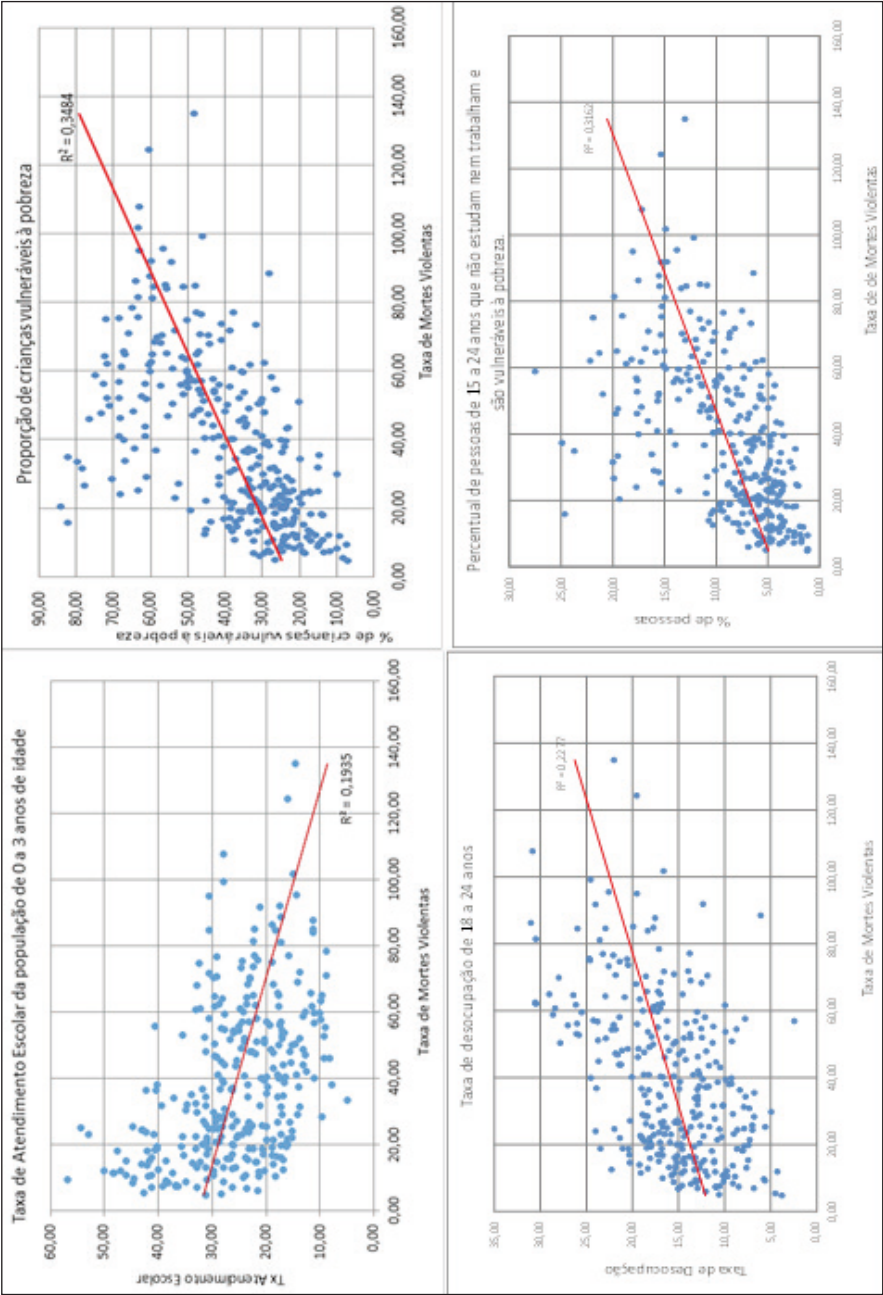 Taxa de Atendimento Escolar da população de 0 a 3 anos de idade
Tx Atendimento Escolar
60,00
50,00
40,00
30,00
20,00
10,00
0,00
R² = 0,1935
0,00 20,00 40,00 60,00 80,00 100,00 120,00 140,00 160,00
Taxa de Mortes Violentas
Proporção de crianças vulneráveis à pobreza
% de crianças vulneráveis à pobreza
90,00
80,00
70,00
60,00
50,00
40,00
30,00
20,00
10,00
0,00
R² = 0,3484
0,00 20,00 40,00 60,00 80,00 100,00 120,00 140,00 160,00
Taxa de Mortes Violentas
Taxa de desocupação de 18 a 24 anos
Taxa de Desocupação
35,00
30,00
25,00
20,00
15,00
10,00
5,00
0,00
R² = 0,2277
0,00 20,00 40,00 60,00 80,00 100,00 120,00 140,00 160,00
Taxa de Mortes Violentas
Percentual de pessoas de 15 a 24 anos que não estudam nem trabalham e
são vulneráveis à pobreza.
% de pessoas
30,00
25,00
20,00
15,00
10,00
5,00
0,00
R² = 0,3162
0,00 20,00 40,00 60,00 80,00 100,00 120,00 140,00 160,00
Taxa de de Mortes Violentas